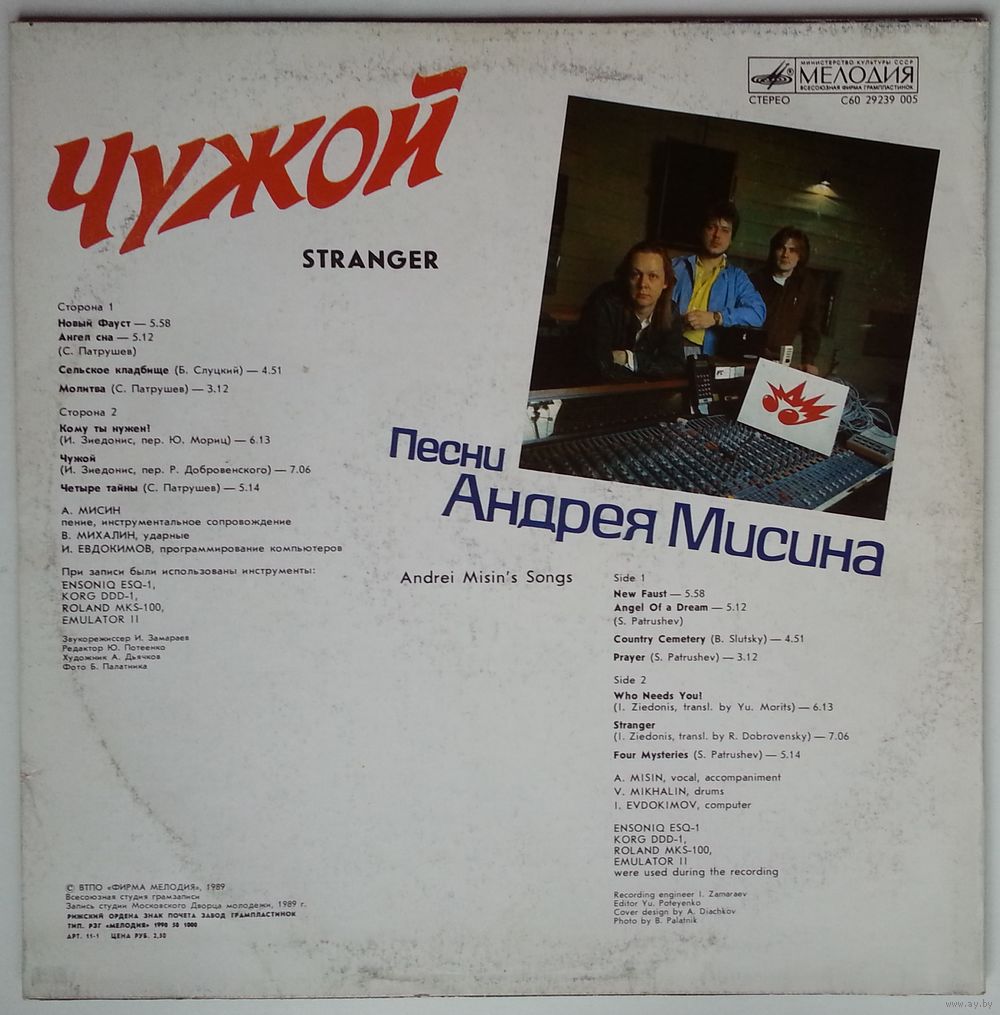 МИНИСТЕРСТВО КУЛЬТУРЫ СССР
МЕЛОДИЯ
ВСЕСОЮЗНАЯ ФИРМА ГРАМПЛАСТИНОК
СТЕРЕО С60 29239 005
Чужой
STRANGER
Сторона 1
Новый Фауст — 5.58
Ангел сна — 5.12
(С. Патрушев)
Сельское кладбище (Б. Слуцкий) — 4.51
Молитва (С. Патрушев) — 3.12
Сторона 2
Кому ты нужен!
(И. Зиедонис, пер. Ю. Мориц) — 6.13
Чужой
(И. Зиедонис, пер. Р. Добровенского) — 7.06
Четыре тайны (С. Патрушев) — 5.14
А. МИСИН
пение, инструментальное сопровождение
В. МИХАЛИН, ударные
И. ЕВДОКИМОВ, программирование компьютеров
При записи были использованы инструменты:
ENSONIQ ESQ-1,
KORG DDD-1,
ROLAND MKS-100,
EMULATOR II
Звукорежиссер И. Замараев
Редактор Ю. Потеенко
Художник А. Дьячков
Фото Б. Палатника
Песни
Андрея Мисина
Andrei Misin's Songs
Side 1
New Faust — 5.58
Angel Of a Dream — 5.12
(S. Patrushev)
Country Cemetery (B. Slutsky) — 4.51
Prayer (S. Patrushev) — 3.12
Side 2
Who Needs You!
(I. Ziedonis, transl. by Yu. Morits) — 6.13
Stranger
(I. Ziedonis, transl. by R. Dobrovensky) — 7.06
Four Mysteries (S. Patrushev) — 5.14
A. MISIN, vocal, accompaniment
V. MIKHALIN, drums
I. EVDOKIMOV, computer
ENSONIQ ESQ-1
KORG DDD-1,
ROLAND MKS-100,
EMULATOR II
were used during the recording
Recording engineer I. Zamaraev
Editor Yu. Poteyenko
Cover design by A. Diachkov
Photo by B. Palatnik
© ВТПО «ФИРМА МЕЛОДИЯ», 1989
Всесоюзная студия грамзаписи
Запись студии Московского Дворца молодежи, 1989 г.
РИЖСКИЙ ОРДЕНА ЗНАК ПОЧЕТА ЗАВОД ГРАМПЛАСТИНОК
ТИП. РЗГ «МЕЛОДИЯ» 1990 50 1000
АРТ. 11-1 ЦЕНА РУБ. 2,50
www.ay.by